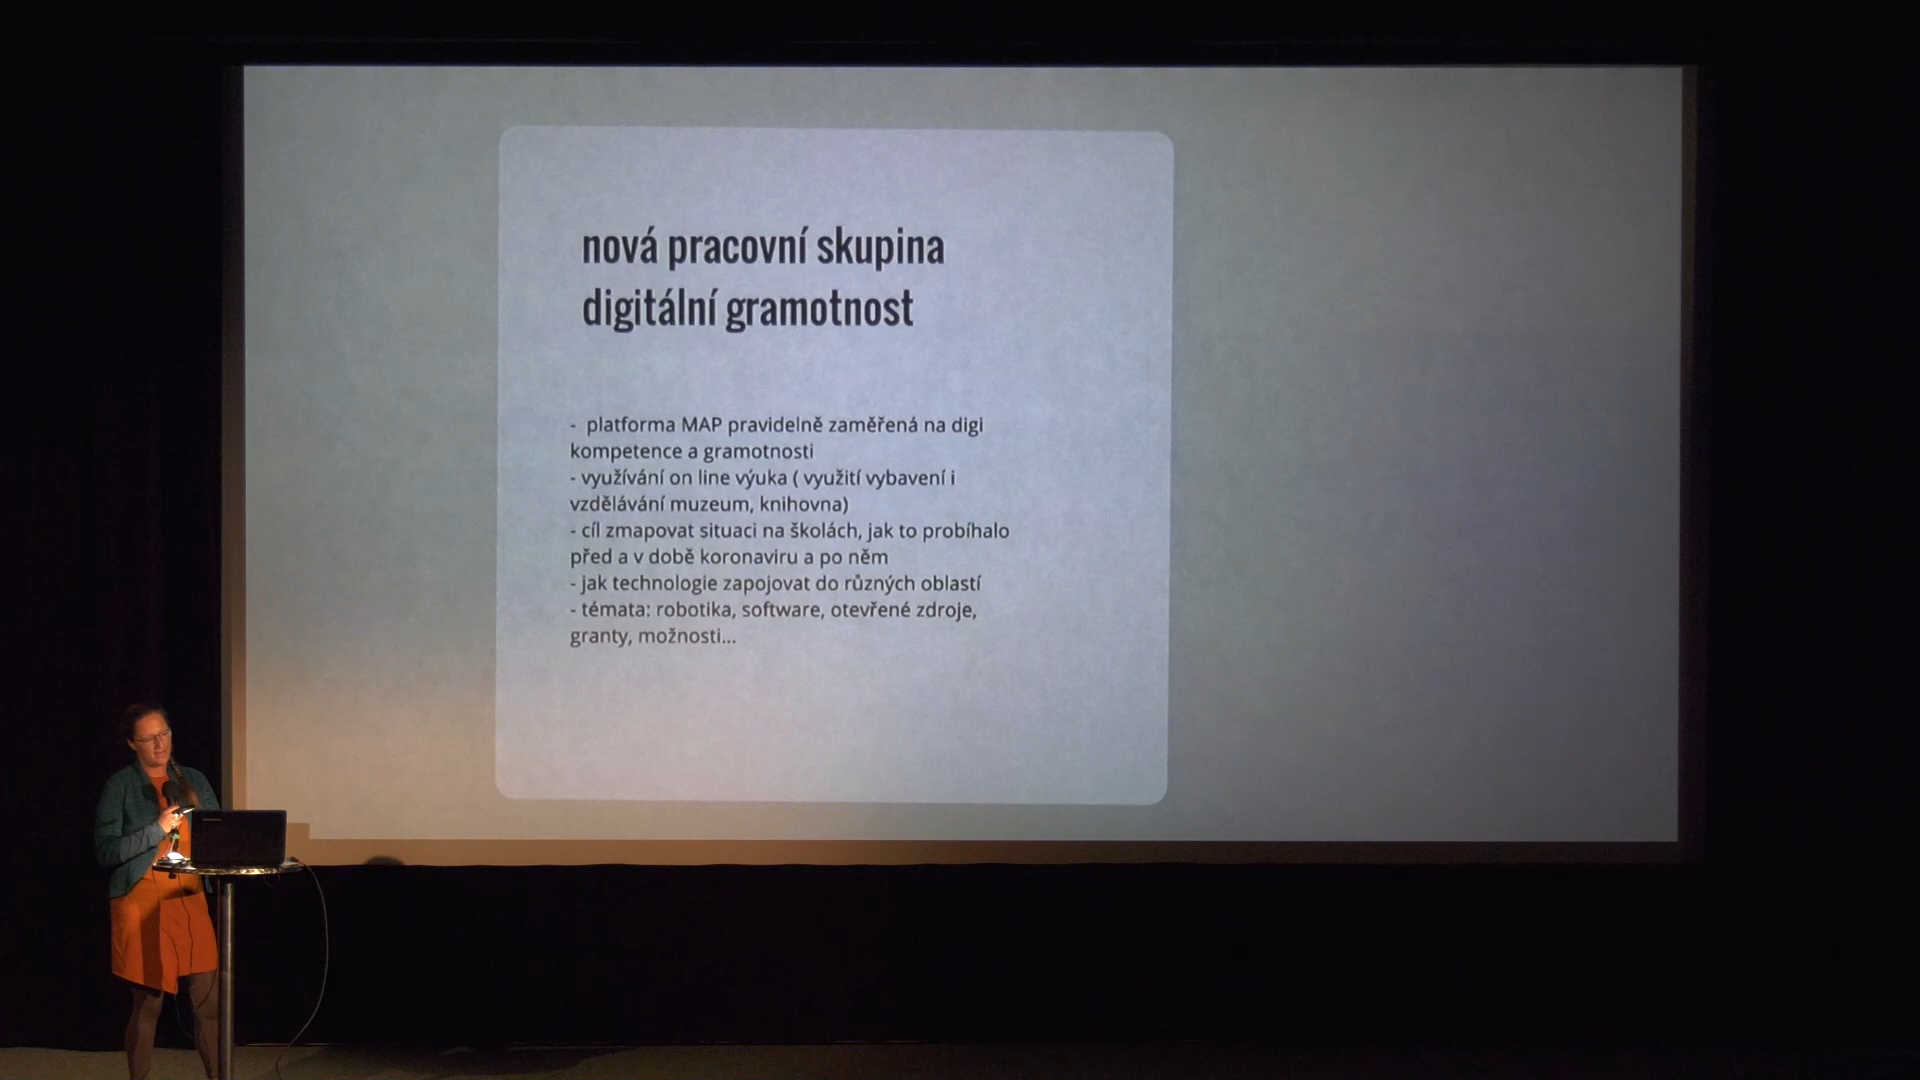 nová pracovní skupina
digitální gramotnost
-  platforma MAP pravidelně zaměřená na digi
kompetence a gramotnosti
- využívání on line výuka ( využití vybavení i
vzdělávání muzeum, knihovna)
- cíl zmapovat situaci na školách, jak to probíhalo
před a v době koronaviru a po něm
- jak technologie zapojovat do různých oblastí
- témata: robotika, software, otevřené zdroje,
granty, možnosti...